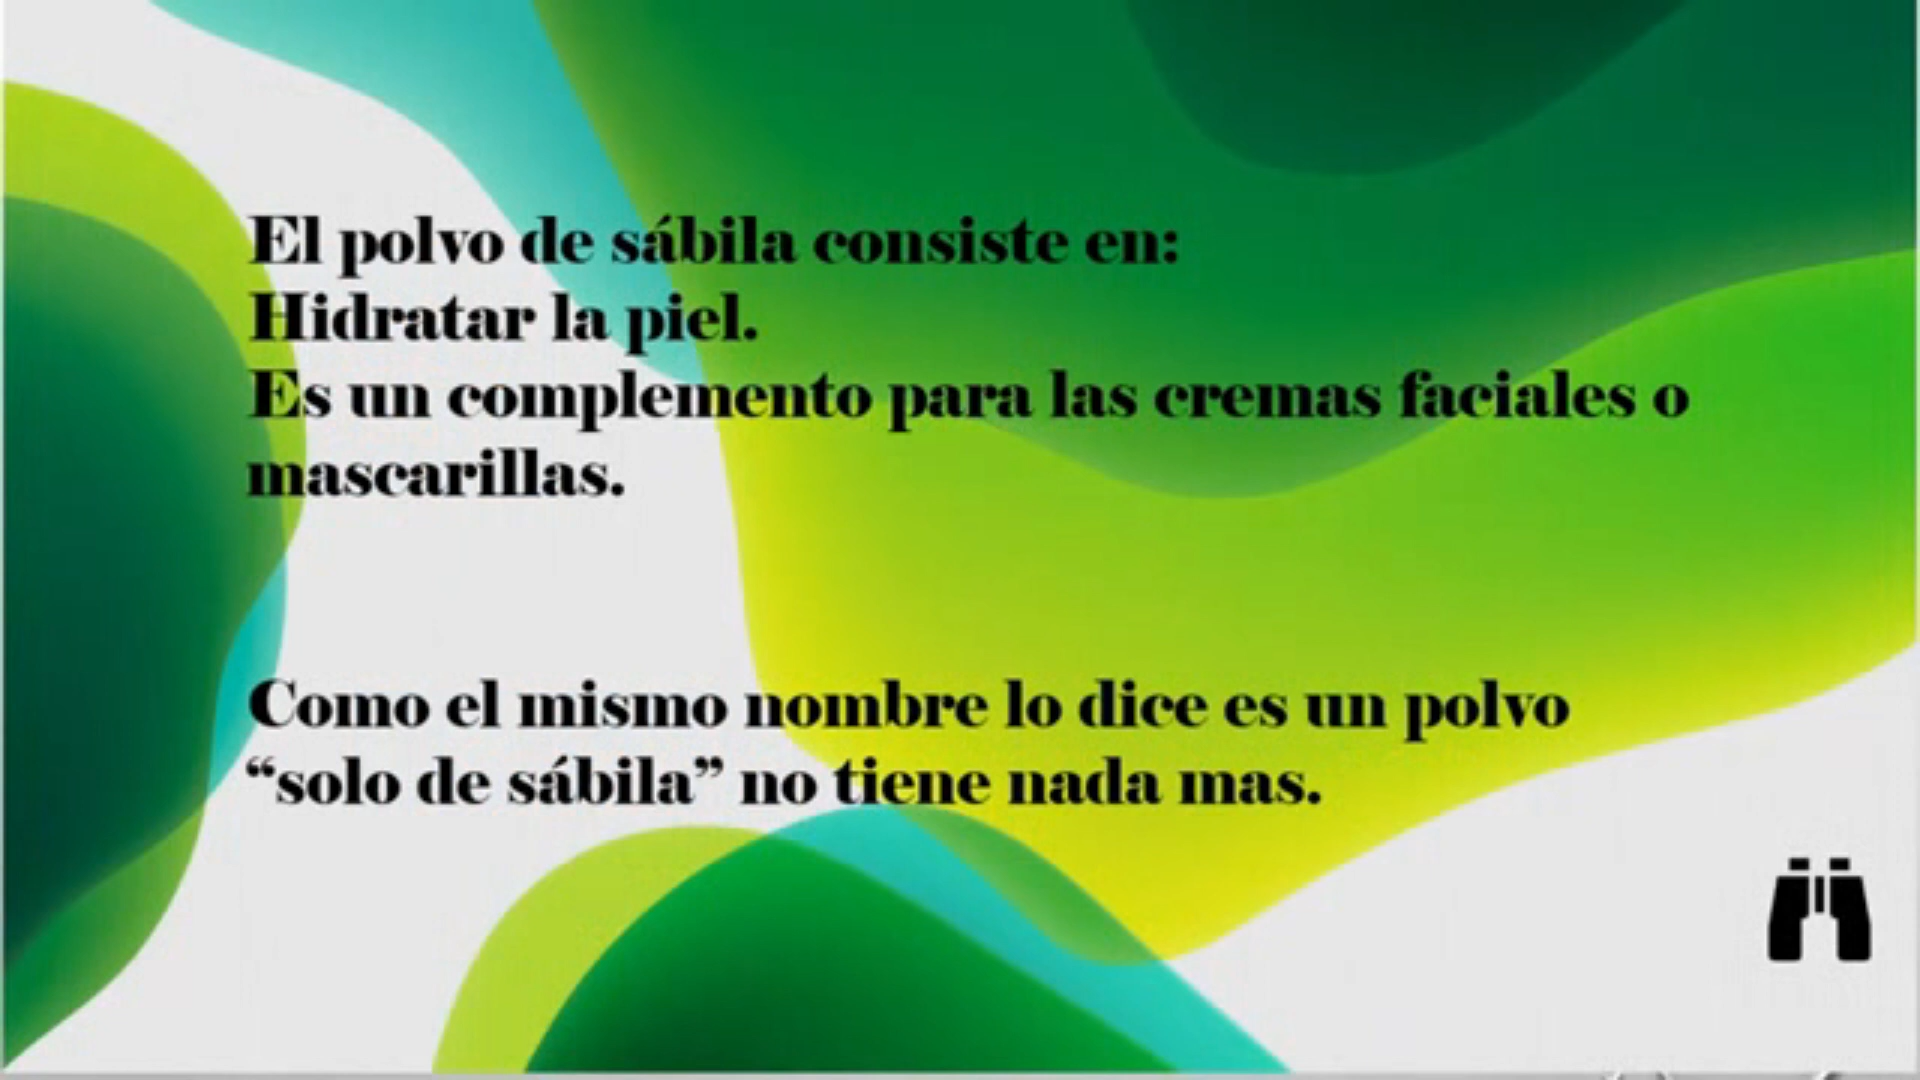 El polvo de sábila consiste en:
Hidratar la piel.
Es un complemento para las cremas faciales o
mascarillas.
Como el mismo nombre lo dice es un polvo
“solo de sábila” no tiene nada mas.